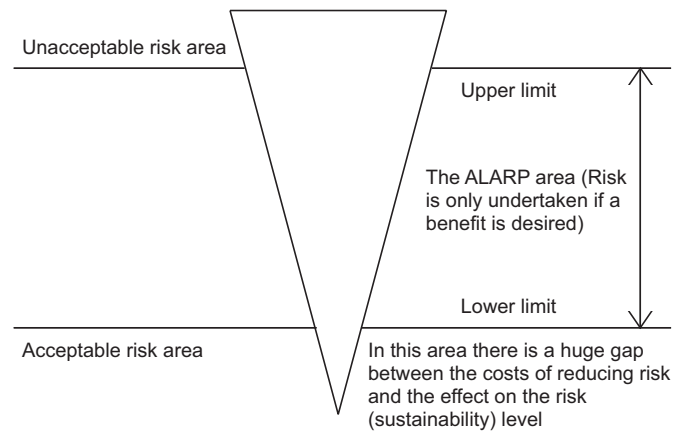 Unacceptable risk area
Upper limit
The ALARP area (Risk
is only undertaken if a
benefit is desired)
Lower limit
Acceptable risk area
In this area there is a huge gap
between the costs of reducing risk
and the effect on the risk
(sustainability) level